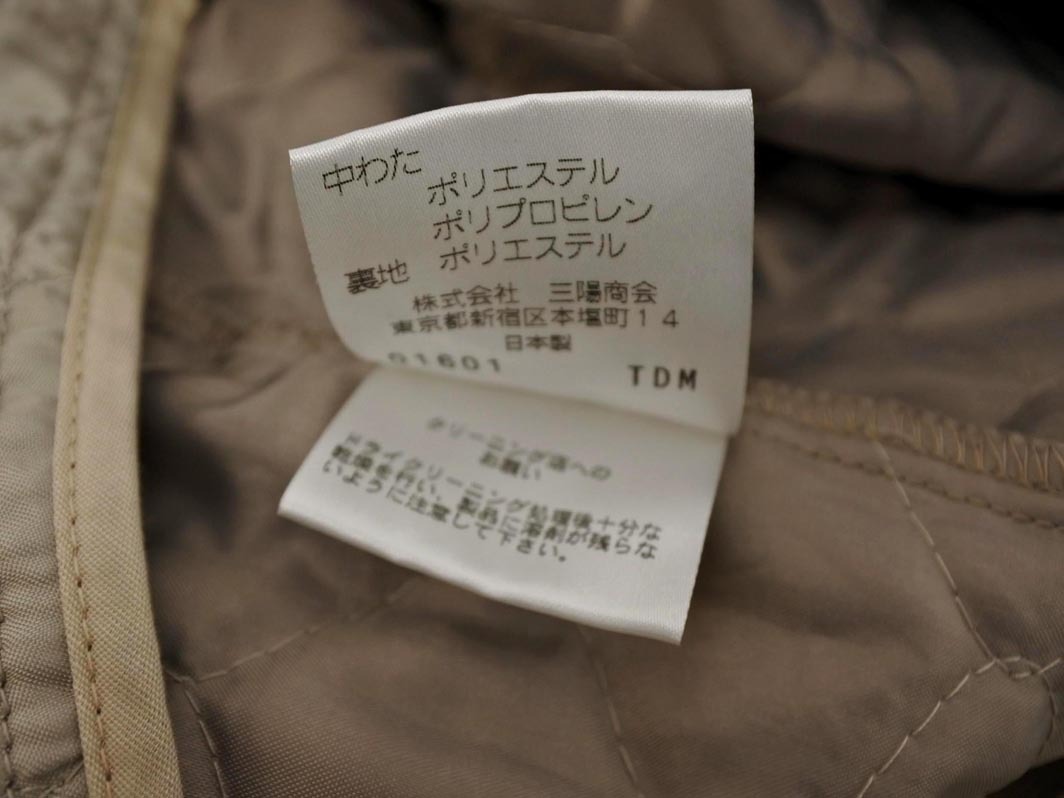 中わた
ポリエステル
ポリプロピレン
裏地 ポリエステル
株式会社 三陽商会
東京都新宿区本塩町14
日本製
01601 TDM
クリーニング店への
お願い
ドライクリーニング処理後十分な
乾燥を行い、製品に溶剤が残らな
いように注意して下さい。